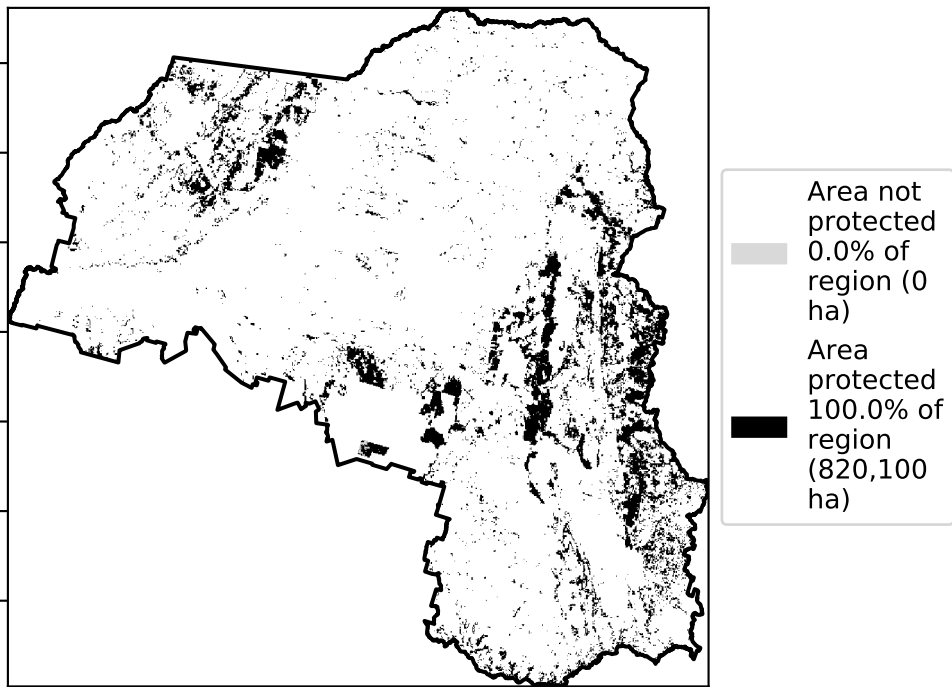 Area not
protected
0.0% of
region (0
ha)
Area
protected
100.0% of
region
(820,100
ha)